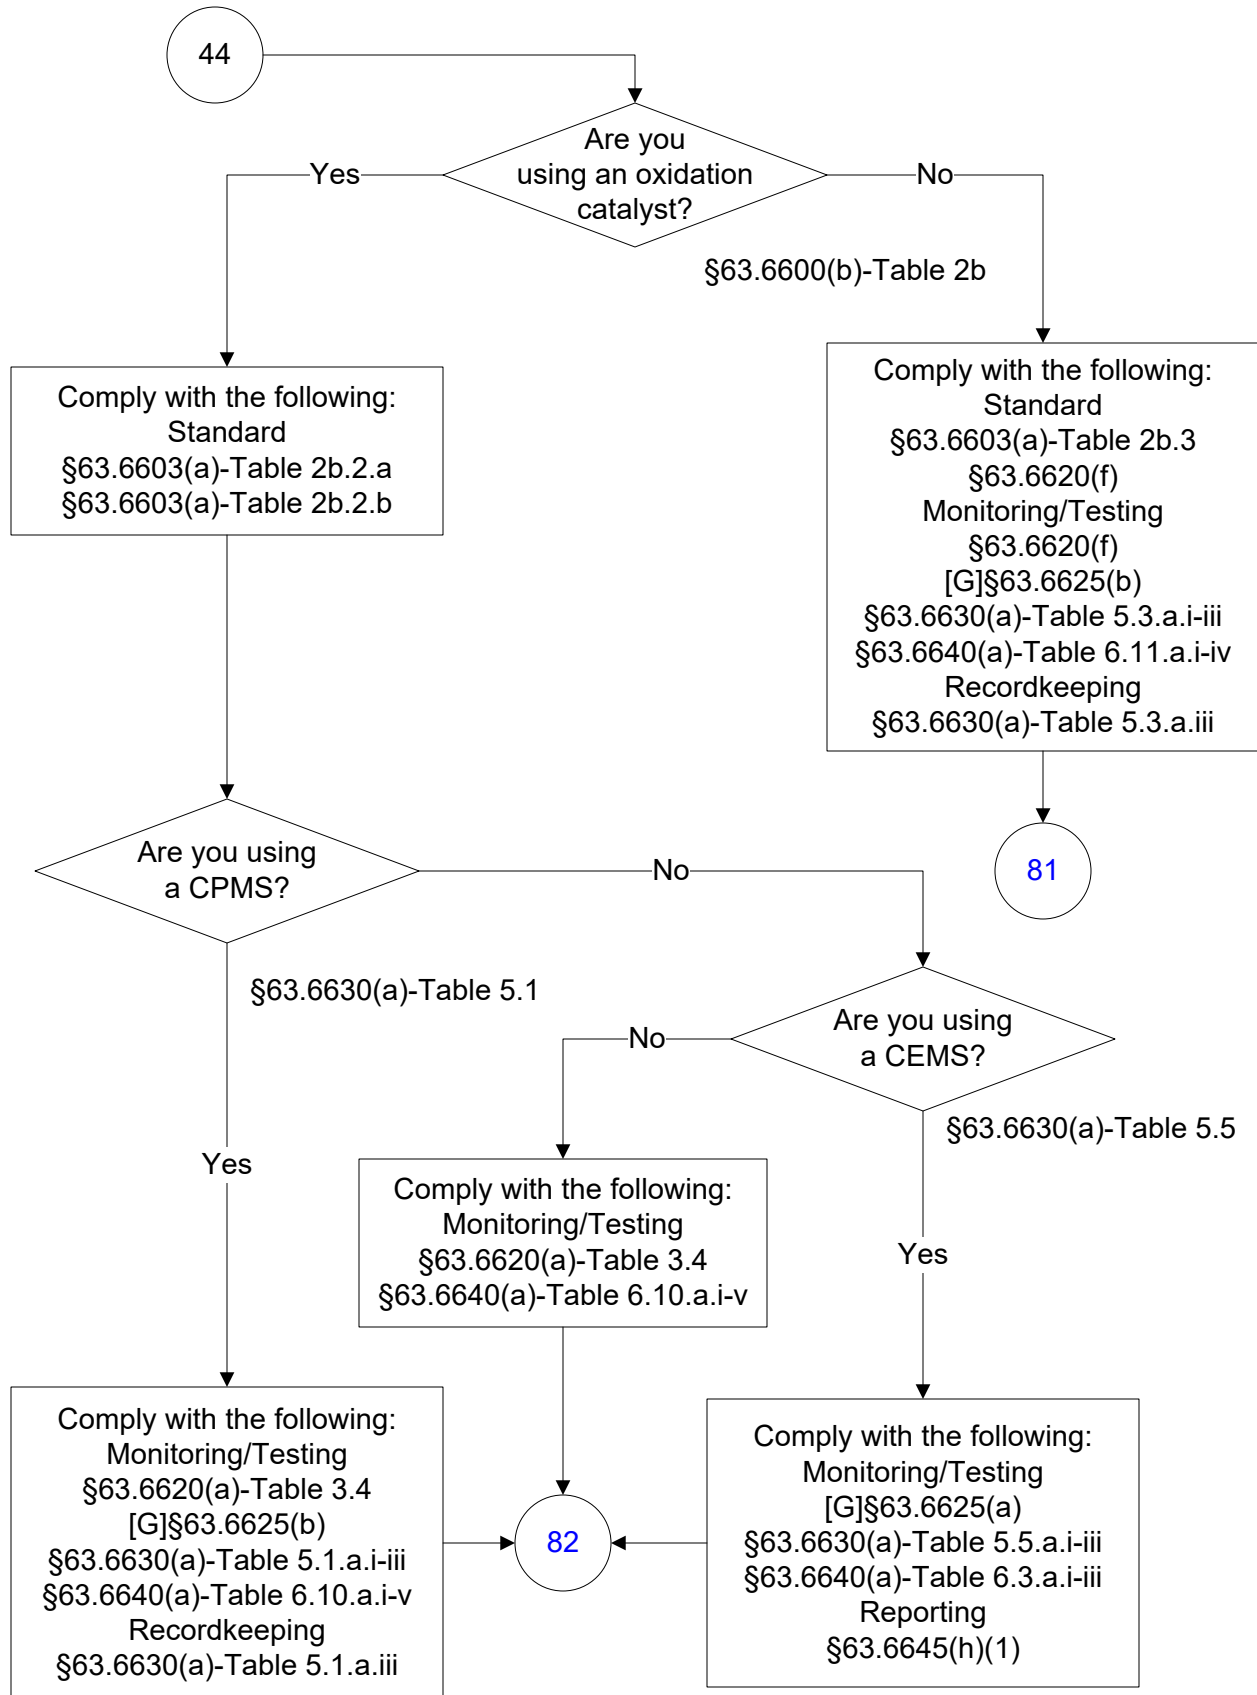 44
Are you
using an oxidation
catalyst?
Yes
No
§63.6600(b)-Table 2b
Comply with the following:
Standard
§63.6603(a)-Table 2b.2.a
§63.6603(a)-Table 2b.2.b
Comply with the following:
Standard
§63.6603(a)-Table 2b.3
§63.6620(f)
Monitoring/Testing
§63.6620(f)
[G]§63.6625(b)
§63.6630(a)-Table 5.3.a.i-iii
§63.6640(a)-Table 6.11.a.i-iv
Recordkeeping
§63.6630(a)-Table 5.3.a.iii
81
Are you using
a CPMS?
No
§63.6630(a)-Table 5.1
Yes
Are you using
a CEMS?
No
§63.6630(a)-Table 5.5
Yes
Comply with the following:
Monitoring/Testing
§63.6620(a)-Table 3.4
§63.6640(a)-Table 6.10.a.i-v
Comply with the following:
Monitoring/Testing
§63.6620(a)-Table 3.4
[G]§63.6625(b)
§63.6630(a)-Table 5.1.a.i-iii
§63.6640(a)-Table 6.10.a.i-v
Recordkeeping
§63.6630(a)-Table 5.1.a.iii
82
Comply with the following:
Monitoring/Testing
[G]§63.6625(a)
§63.6630(a)-Table 5.5.a.i-iii
§63.6640(a)-Table 6.3.a.i-iii
Reporting
§63.6645(h)(1)